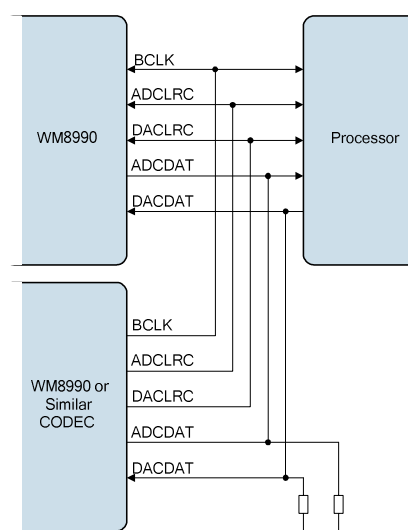 BCLK
ADCLRC
WM8990
DACLRC
Processor
ADCDAT
DACDAT
BCLK
ADCLRC
WM8990 or
Similar
CODEC
DACLRC
ADCDAT
DACDAT